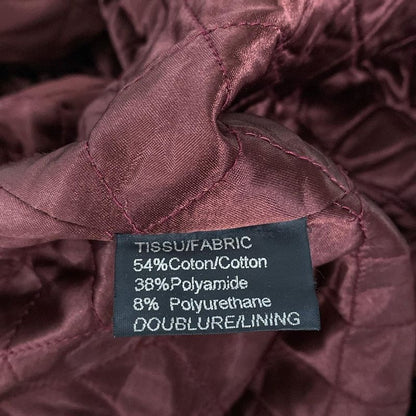 TISSU/FABRIC
54%Coton/Cotton
38%Polyamide
8% Polyurethane
DOUBLURE/LINING